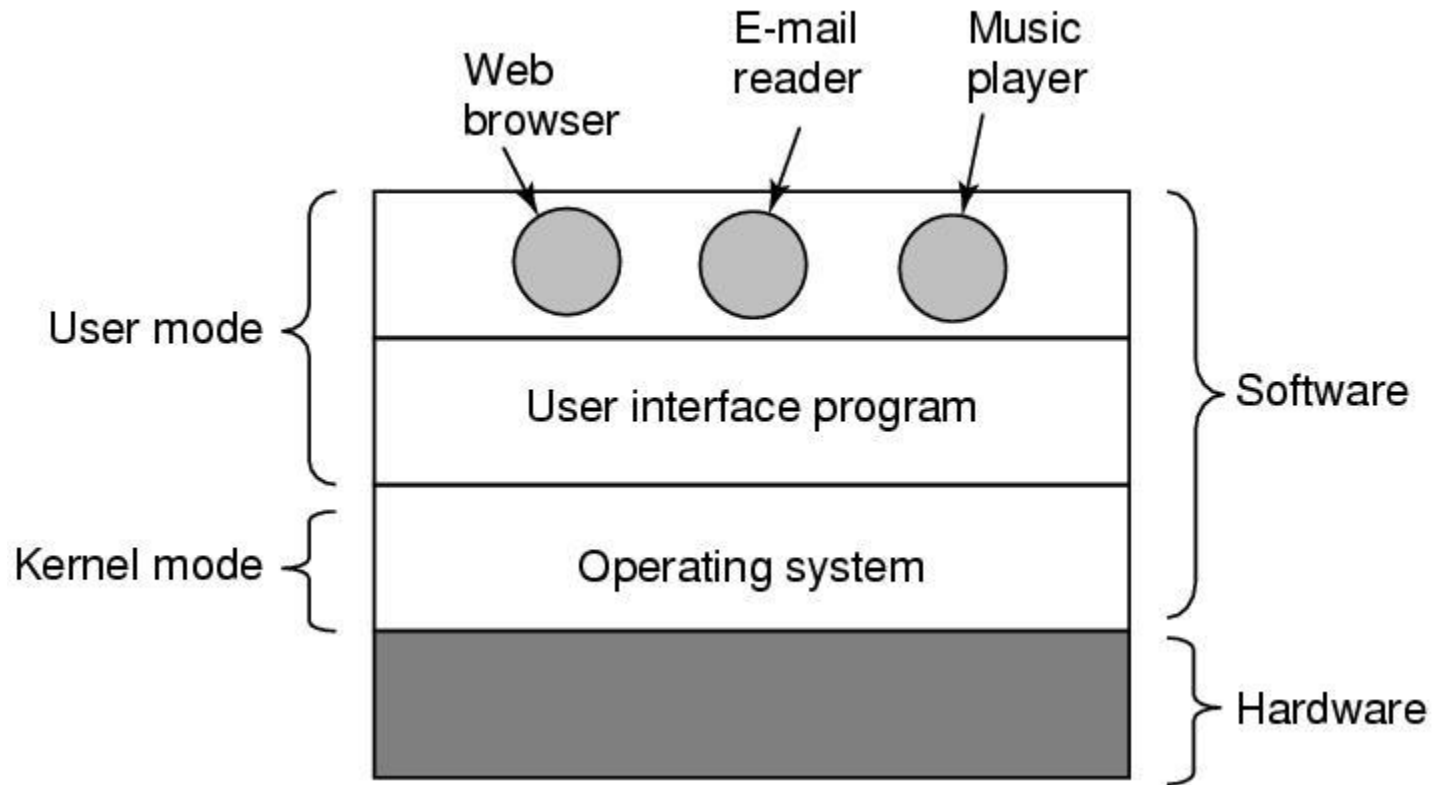 E-mail
reader
Music
player
Web
browser
User mode
User interface program
Software
Kernel mode
Operating system
Hardware